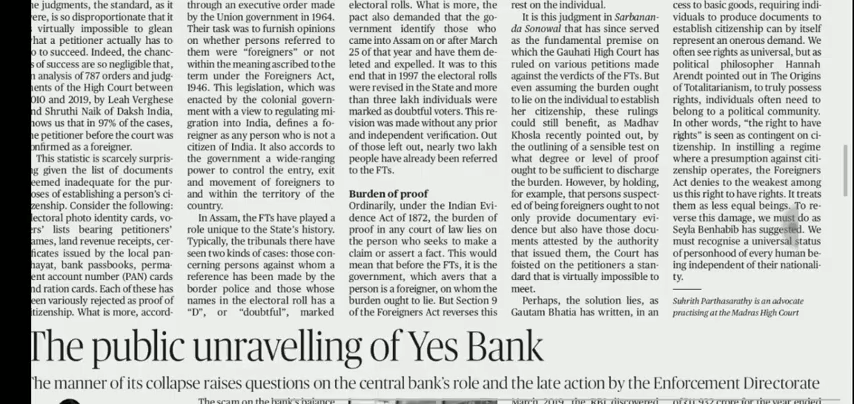 he judgments, the standard, as it
ere, is so disproportionate that it
s virtually impossible to glean
hat a petitioner actually has to
o to succeed. Indeed, the chanc-
s of success are so negligible that,
n analysis of 787 orders and judg-
ents of the High Court between
010 and 2019, by Leah Verghese
nd Shruthi Naik of Daksh India,
hows us that in 97% of the cases,
he petitioner before the court was
onfirmed as a foreigner.
This statistic is scarcely surpris-
g given the list of documents
eemed inadequate for the pur-
oses of establishing a person's ci-
zenship. Consider the following:
lectoral photo identity cards, vo-
ers' lists bearing petitioners'
ames, land revenue receipts, cer-
ficates issued by the local pan-
hayat, bank passbooks, perma-
ent account number (PAN) cards
nd ration cards. Each of these has
een variously rejected as proof of
itizenship. What is more, accord-
through an executive order made
by the Union government in 1964.
Their task was to furnish opinions
on whether persons referred to
them were "foreigners" or not
within the meaning ascribed to the
term under the Foreigners Act,
1946. This legislation, which was
enacted by the colonial govern-
ment with a view to regulating mi-
gration into India, defines a fo-
reigner as any person who is not a
citizen of India. It also accords to
the government a wide-ranging
power to control the entry, exit
and movement of foreigners to
and within the territory of the
country.
In Assam, the FTs have played a
role unique to the State's history.
Typically, the tribunals there have
seen two kinds of cases: those con-
cerning persons against whom a
reference has been made by the
border police and those whose
names in the electoral roll has a
"D", or "doubtful", marked
electoral rolls. What is more, the
pact also demanded that the go-
vernment identify those who
came into Assam on or after March
25 of that year and have them de-
leted and expelled. It was to this
end that in 1997 the electoral rolls
were revised in the State and more
than three lakh individuals were
marked as doubtful voters. This re-
vision was made without any prior
and independent verification. Out
of those left out, nearly two lakh
people have already been referred
to the FTs.
Burden of proof
Ordinarily, under the Indian Evi-
dence Act of 1872, the burden of
proof in any court of law lies on
the person who seeks to make a
claim or assert a fact. This would
mean that before the FTs, it is the
government, which avers that a
person is a foreigner, on whom the
burden ought to lie. But Section 9
of the Foreigners Act reverses this
rest on the individual.
It is this judgment in Sarbanan-
da Sonowal that has since served
as the fundamental premise on
which the Gauhati High Court has
ruled on various petitions made
against the verdicts of the FTs. But
even assuming the burden ought
to lie on the individual to establish
her citizenship, these rulings
could still benefit, as Madhav
Khosla recently pointed out, by
the outlining of a sensible test on
what degree or level of proof
ought to be sufficient to discharge
the burden. However, by holding,
for example, that persons suspect-
ed of being foreigners ought to not
only provide documentary evi-
dence but also have those docu-
ments attested by the authority
that issued them, the Court has
foisted on the petitioners a stan-
dard that is virtually impossible to
meet.
Perhaps, the solution lies, as
Gautam Bhatia has written, in an
cess to basic goods, requiring indi-
viduals to produce documents to
establish citizenship can by itself
represent an onerous demand. We
often see rights as universal, but as
political philosopher Hannah
Arendt pointed out in The Origins
of Totalitarianism, to truly possess
rights, individuals often need to
belong to a political community.
In other words, "the right to have
rights" is seen as contingent on ci-
tizenship. In instilling a regime
where a presumption against citi-
zenship operates, the Foreigners
Act denies to the weakest among
us this right to have rights. It treats
them as lesser beings. To re-
verse this damage, we must do as
Seyla Benhabib has suggested. We
must recognise a universal status
of personhood of every human be-
ing independent of their nationali-
ty.
Suhrith Parthasarathy is an advocate
practising at the Madras High Court
The public unravelling of Yes Bank
The manner of its collapse raises questions on the central bank's role and the late action by the Enforcement Directorate
The scam on the bank's balance
March 2019, the RBI discovered